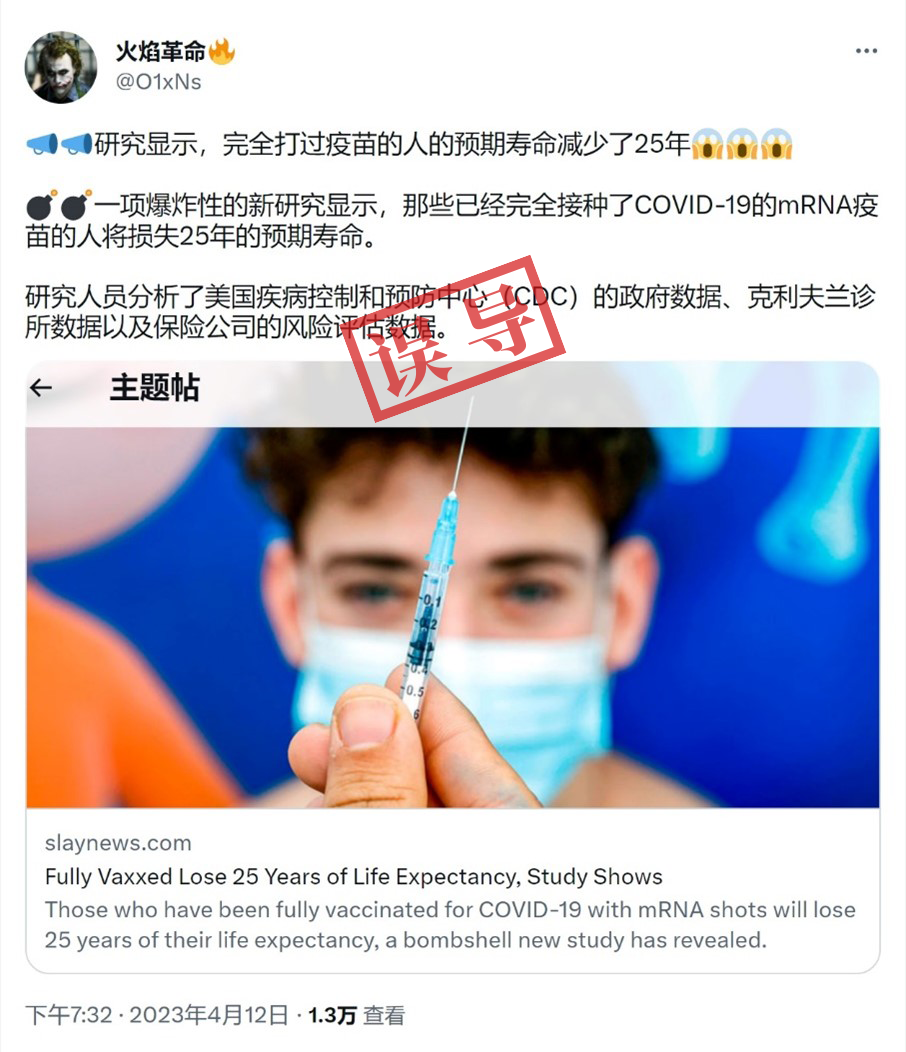 火焰革命🔥
@O1xNs
📢📢研究显示，完全打过疫苗的人的预期寿命减少了25年😱😱😱
💣💣一项爆炸性的新研究显示，那些已经完全接种了COVID-19的mRNA疫
苗的人将损失25年的预期寿命。
研究人员分析了美国疾病控制和预防中心（CDC）的政府数据、克利夫兰诊
所数据以及保险公司的风险评估数据。
误导
← 主题帖
-0.1
-0.2
0.4
-0.5
6
slaynews.com
Fully Vaxxed Lose 25 Years of Life Expectancy, Study Shows
Those who have been fully vaccinated for COVID-19 with mRNA shots will lose
25 years of their life expectancy, a bombshell new study has revealed.
下午7:32 · 2023年4月12日 · 1.3万 查看